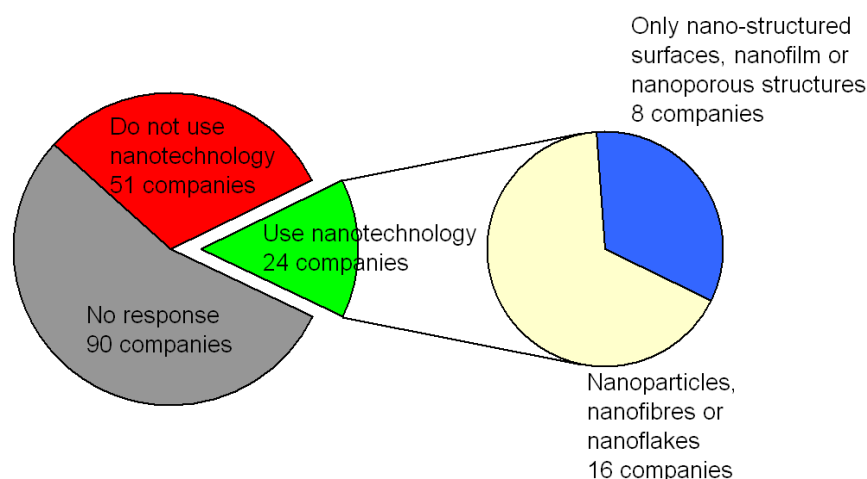 Only nano-structured
surfaces, nanofilm or
nanoporous structures
8 companies
Do not use
nanotechnology
51 companies
Use nanotechnology
24 companies
No response
90 companies
Nanoparticles,
nanofibres or
nanoflakes
16 companies